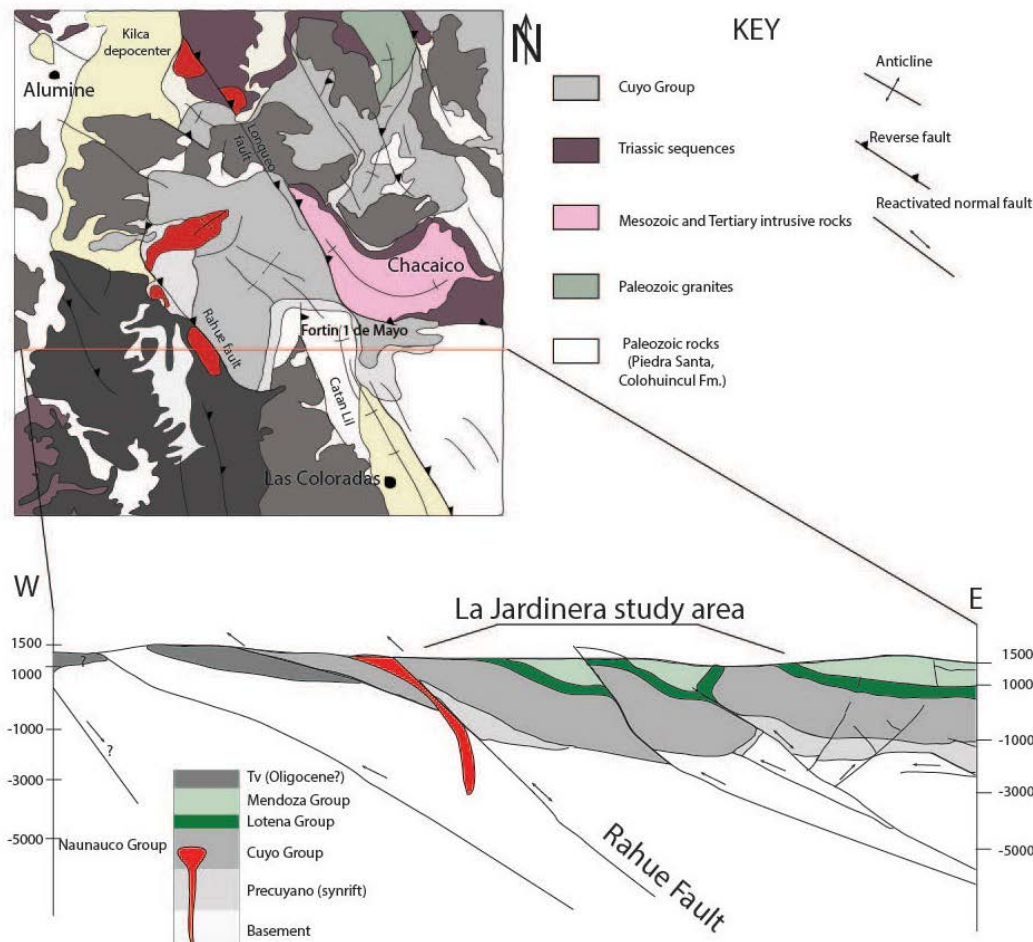 Kilca
depocenter
Alumine
Lonqueo
fault
Chacaico
Fortin 1 de Mayo
Rahue fault
Catan Lil
Las Coloradas
N
KEY
Cuyo Group
Triassic sequences
Mesozoic and Tertiary intrusive rocks
Paleozoic granites
Paleozoic rocks
(Piedra Santa,
Colohuincul Fm.)
Anticline
Reverse fault
Reactivated normal fault
W
E
La Jardinera study area
1500
1000
-1000
-3000
-5000
1500
1000
-1000
-3000
-5000
?
?
Rahue Fault
Naunauco Group
Tv (Oligocene?)
Mendoza Group
Lotena Group
Cuyo Group
Precuyano (synrift)
Basement